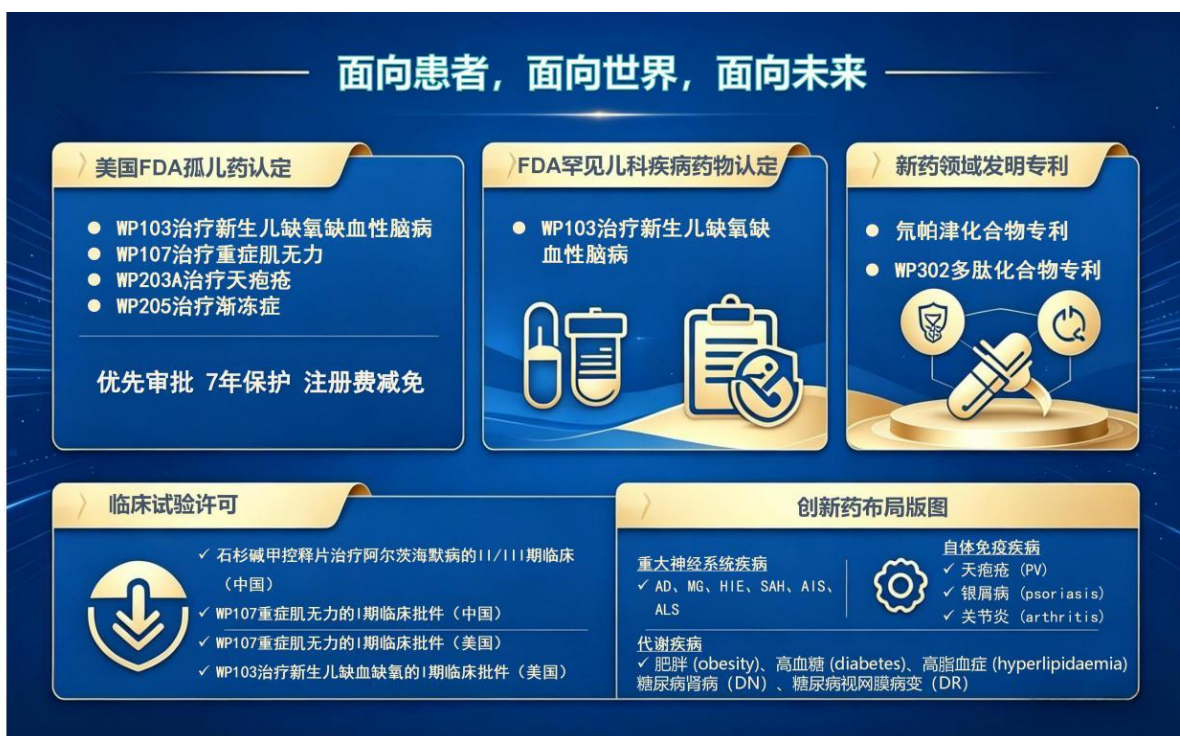 面向患者，面向世界，面向未来
美国FDA孤儿药认定
WP103治疗新生儿缺氧缺血性脑病
WP107治疗重症肌无力
WP203A治疗天疱疮
WP205治疗渐冻症
优先审批 7年保护 注册费减免
FDA罕见儿科疾病药物认定
WP103治疗新生儿缺氧缺
血性脑病
新药领域发明专利
氘帕津化合物专利
WP302多肽化合物专利
临床试验许可
✓ 石杉碱甲控释片治疗阿尔茨海默病的II/III期临床
（中国）
✓ WP107重症肌无力的I期临床批件（中国）
✓ WP107重症肌无力的I期临床批件（美国）
✓ WP103治疗新生儿缺血缺氧的I期临床批件（美国）
创新药布局版图
重大神经系统疾病
✓ AD、MG、HIE、SAH、AIS、
ALS
自体免疫疾病
✓ 天疱疮（PV）
✓ 银屑病（psoriasis）
✓ 关节炎（arthritis）
代谢疾病
✓ 肥胖 (obesity)、高血糖 (diabetes)、高脂血症 (hyperlipidaemia)
糖尿病肾病（DN）、糖尿病视网膜病变（DR）